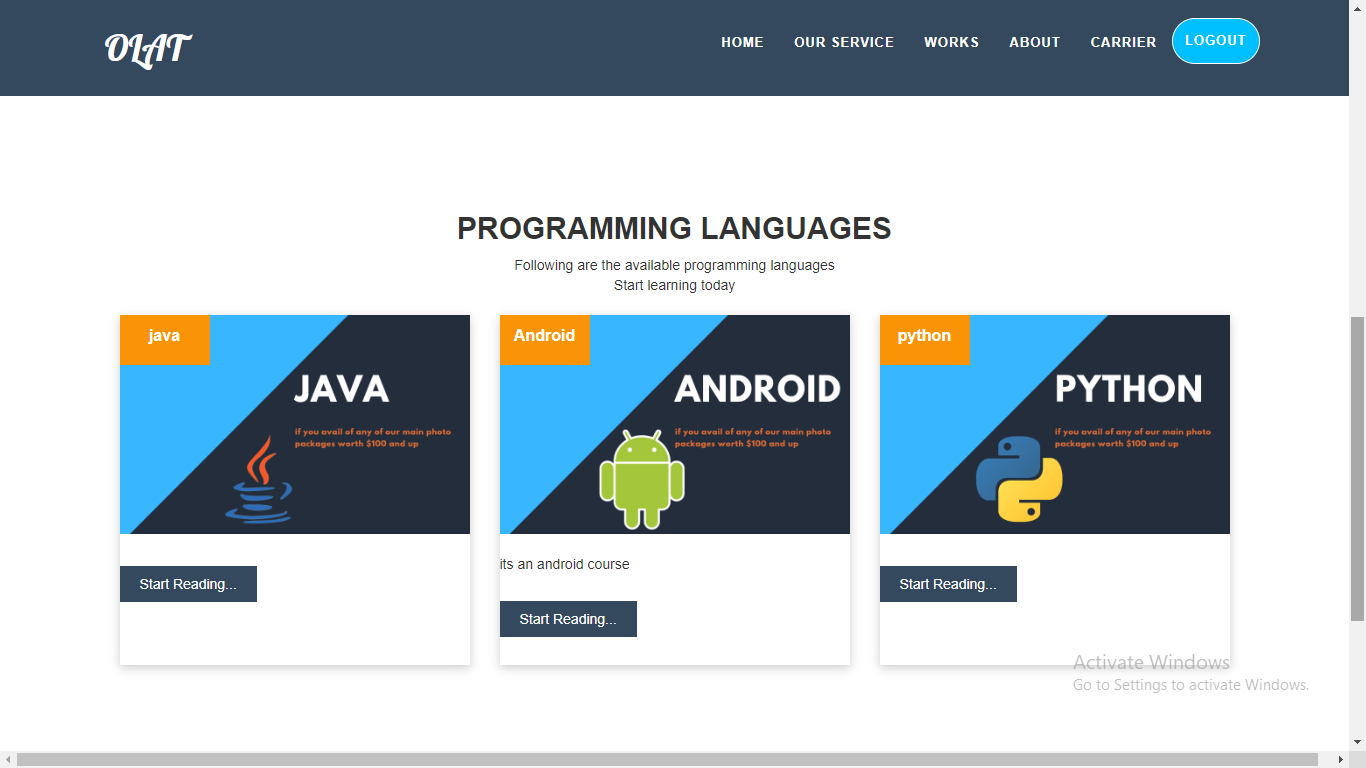 OLAT
HOME OUR SERVICE WORKS ABOUT CARRIER LOGOUT
PROGRAMMING LANGUAGES
Following are the available programming languages
Start learning today
java
JAVA
if you avail of any of our main photo
packages worth $100 and up
Start Reading...
Android
ANDROID
if you avail of any of our main photo
packages worth $100 and up
its an android course
Start Reading...
python
PYTHON
if you avail of any of our main photo
packages worth $100 and up
Start Reading...
Activate Windows
Go to Settings to activate Windows.